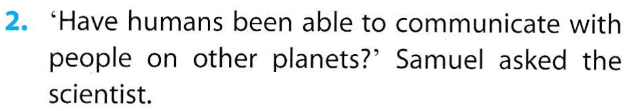 2. ‘Have humans been able to communicate with
people on other planets?’ Samuel asked the
scientist.